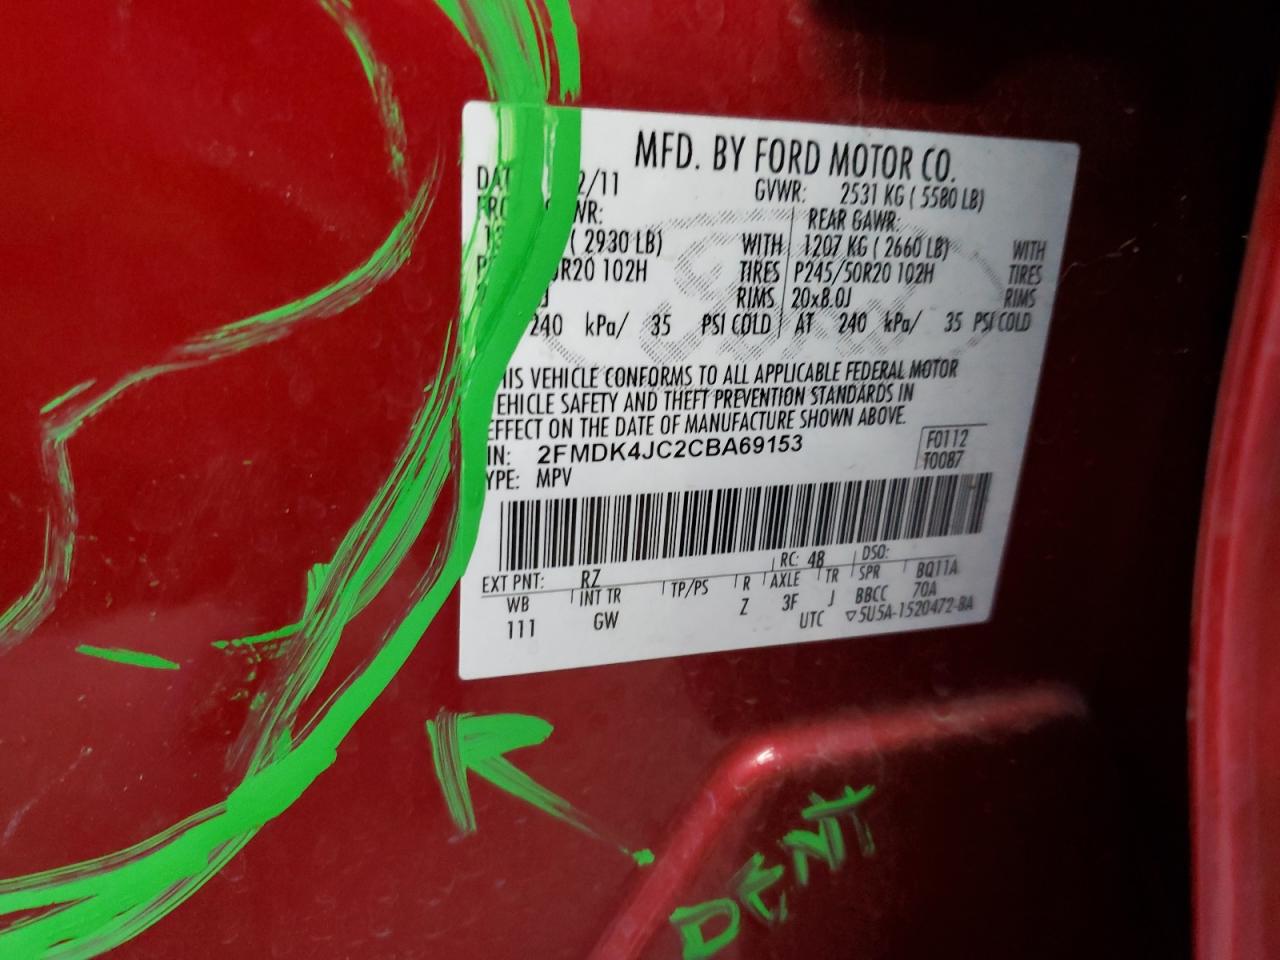 MFD. BY FORD MOTOR CO.
DAT 2/11 GVWR: 2531 KG ( 5580 LB)
FRO WR: REAR GAWR:
13 ( 2930 LB) WITH 1207 KG ( 2660 LB) WITH
P R20 102H TIRES P245/50R20 102H TIRES
J RIMS 20x8.0J RIMS
240 kPa/ 35 PSI COLD AT 240 kPa/ 35 PSI COLD
HIS VEHICLE CONFORMS TO ALL APPLICABLE FEDERAL MOTOR
EHICLE SAFETY AND THEFT PREVENTION STANDARDS IN
EFFECT ON THE DATE OF MANUFACTURE SHOWN ABOVE.
IN: 2FMDK4JC2CBA69153 F0112
YPE: MPV T0087
RC: 48 DSO:
EXT PNT: RZ
WB INT TR TP/PS R AXLE TR SPR BQ11A
111 GW Z 3F J BBCC 70A
UTC ▽5U5A-1520472-BA
DENT